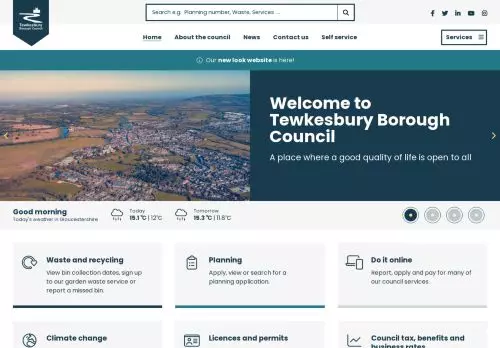 Tewkesbury
Borough Council
Search e.g. Planning number, Waste, Services ...
Home About the council News Contact us Self service
Services
Our new look website is here!
Welcome to
Tewkesbury Borough
Council
A place where a good quality of life is open to all
Good morning
Today's weather in Gloucestershire
Today
15.1 °C | 12°C
Tomorrow
15.3 °C | 11.8°C
Waste and recycling
View bin collection dates, sign up
to our garden waste service or
report a missed bin.
Planning
Apply, view or search for a
planning application.
Do it online
Report, apply and pay for many of
our council services.
Climate change
Licences and permits
Council tax, benefits and
business rates